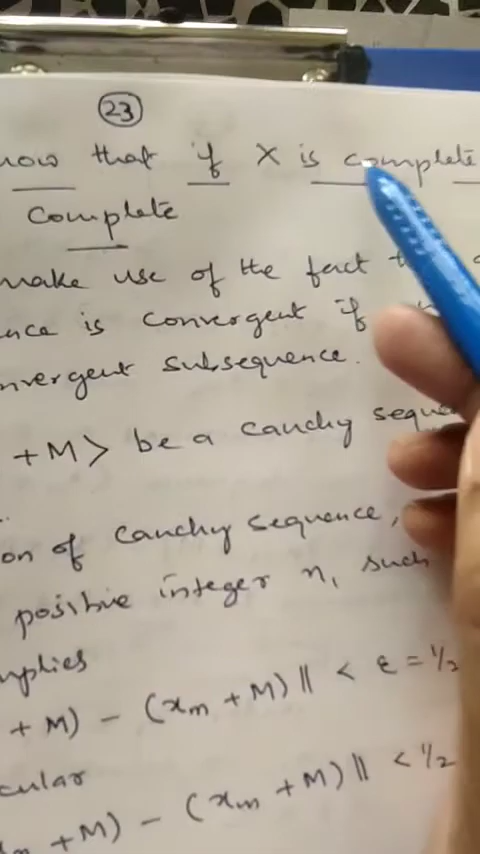 23
now that if X is complete
complete
make use of the fact
nce is convergent if
nvergent subsequence.
+M> be a cauchy seque
on of cauchy sequence,
positive integer n, such
mplies
+ M) - (xm + M) || < ε = 1/2
cular
m + M) - (xm + M) || < 1/2